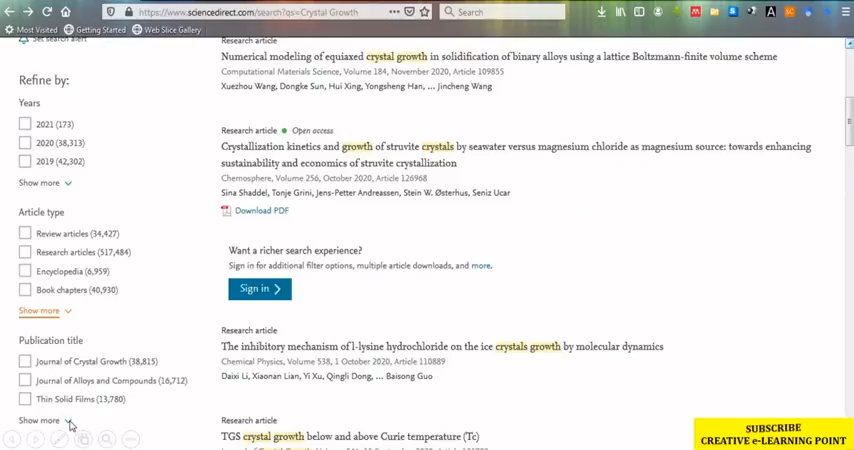 https://www.sciencedirect.com/search?qs=Crystal Growth
Search
Most Visited
Getting Started
Web Slice Gallery
Set search alert
Refine by:
Years
2021 (173)
2020 (38,313)
2019 (42,302)
Show more
Article type
Review articles (34,427)
Research articles (517,484)
Encyclopedia (6,959)
Book chapters (40,930)
Show more
Publication title
Journal of Crystal Growth (38,815)
Journal of Alloys and Compounds (16,712)
Thin Solid Films (13,780)
Show more
Research article
Numerical modeling of equiaxed crystal growth in solidification of binary alloys using a lattice Boltzmann-finite volume scheme
Computational Materials Science, Volume 184, November 2020, Article 109855
Xuezhou Wang, Dongke Sun, Hui Xing, Yongsheng Han, ... Jincheng Wang
Research article Open access
Crystallization kinetics and growth of struvite crystals by seawater versus magnesium chloride as magnesium source: towards enhancing
sustainability and economics of struvite crystallization
Chemosphere, Volume 256, October 2020, Article 126968
Sina Shaddel, Tonje Grini, Jens-Petter Andreassen, Stein W. Østerhus, Seniz Ucar
Download PDF
Want a richer search experience?
Sign in for additional filter options, multiple article downloads, and more.
Sign in
Research article
The inhibitory mechanism of l-lysine hydrochloride on the ice crystals growth by molecular dynamics
Chemical Physics, Volume 538, 1 October 2020, Article 110889
Daixi Li, Xiaonan Lian, Yi Xu, Qingli Dong, ... Baisong Guo
Research article
TGS crystal growth below and above Curie temperature (Tc)
SUBSCRIBE
CREATIVE e-LEARNING POINT